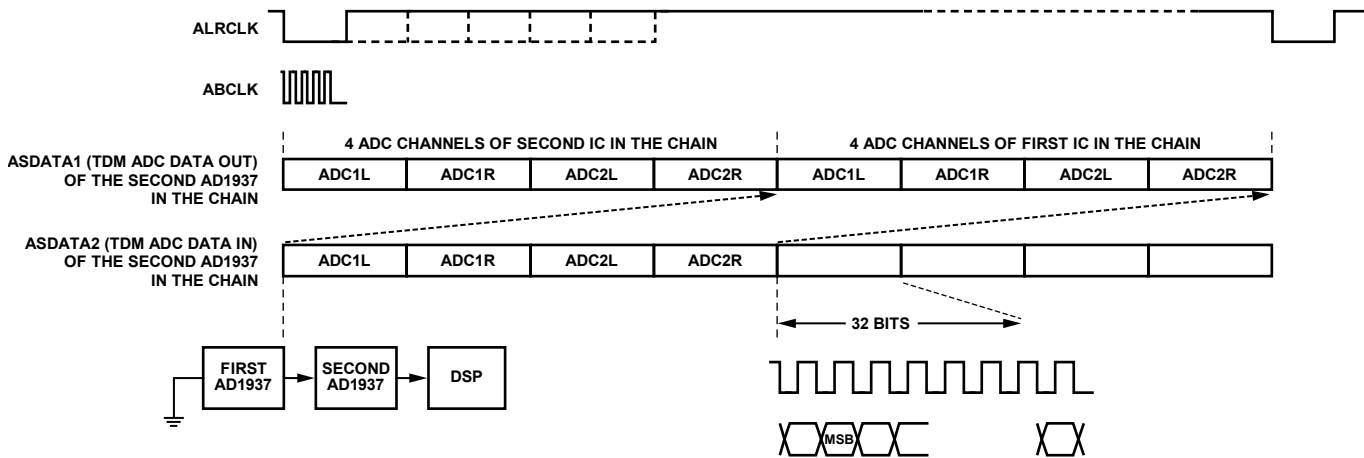 ALRCLK
ABCLK
4 ADC CHANNELS OF SECOND IC IN THE CHAIN
4 ADC CHANNELS OF FIRST IC IN THE CHAIN
ASDATA1 (TDM ADC DATA OUT)
OF THE SECOND AD1937
IN THE CHAIN
ADC1L
ADC1R
ADC2L
ADC2R
ADC1L
ADC1R
ADC2L
ADC2R
ASDATA2 (TDM ADC DATA IN)
OF THE SECOND AD1937
IN THE CHAIN
ADC1L
ADC1R
ADC2L
ADC2R
32 BITS
FIRST
AD1937
SECOND
AD1937
DSP
MSB